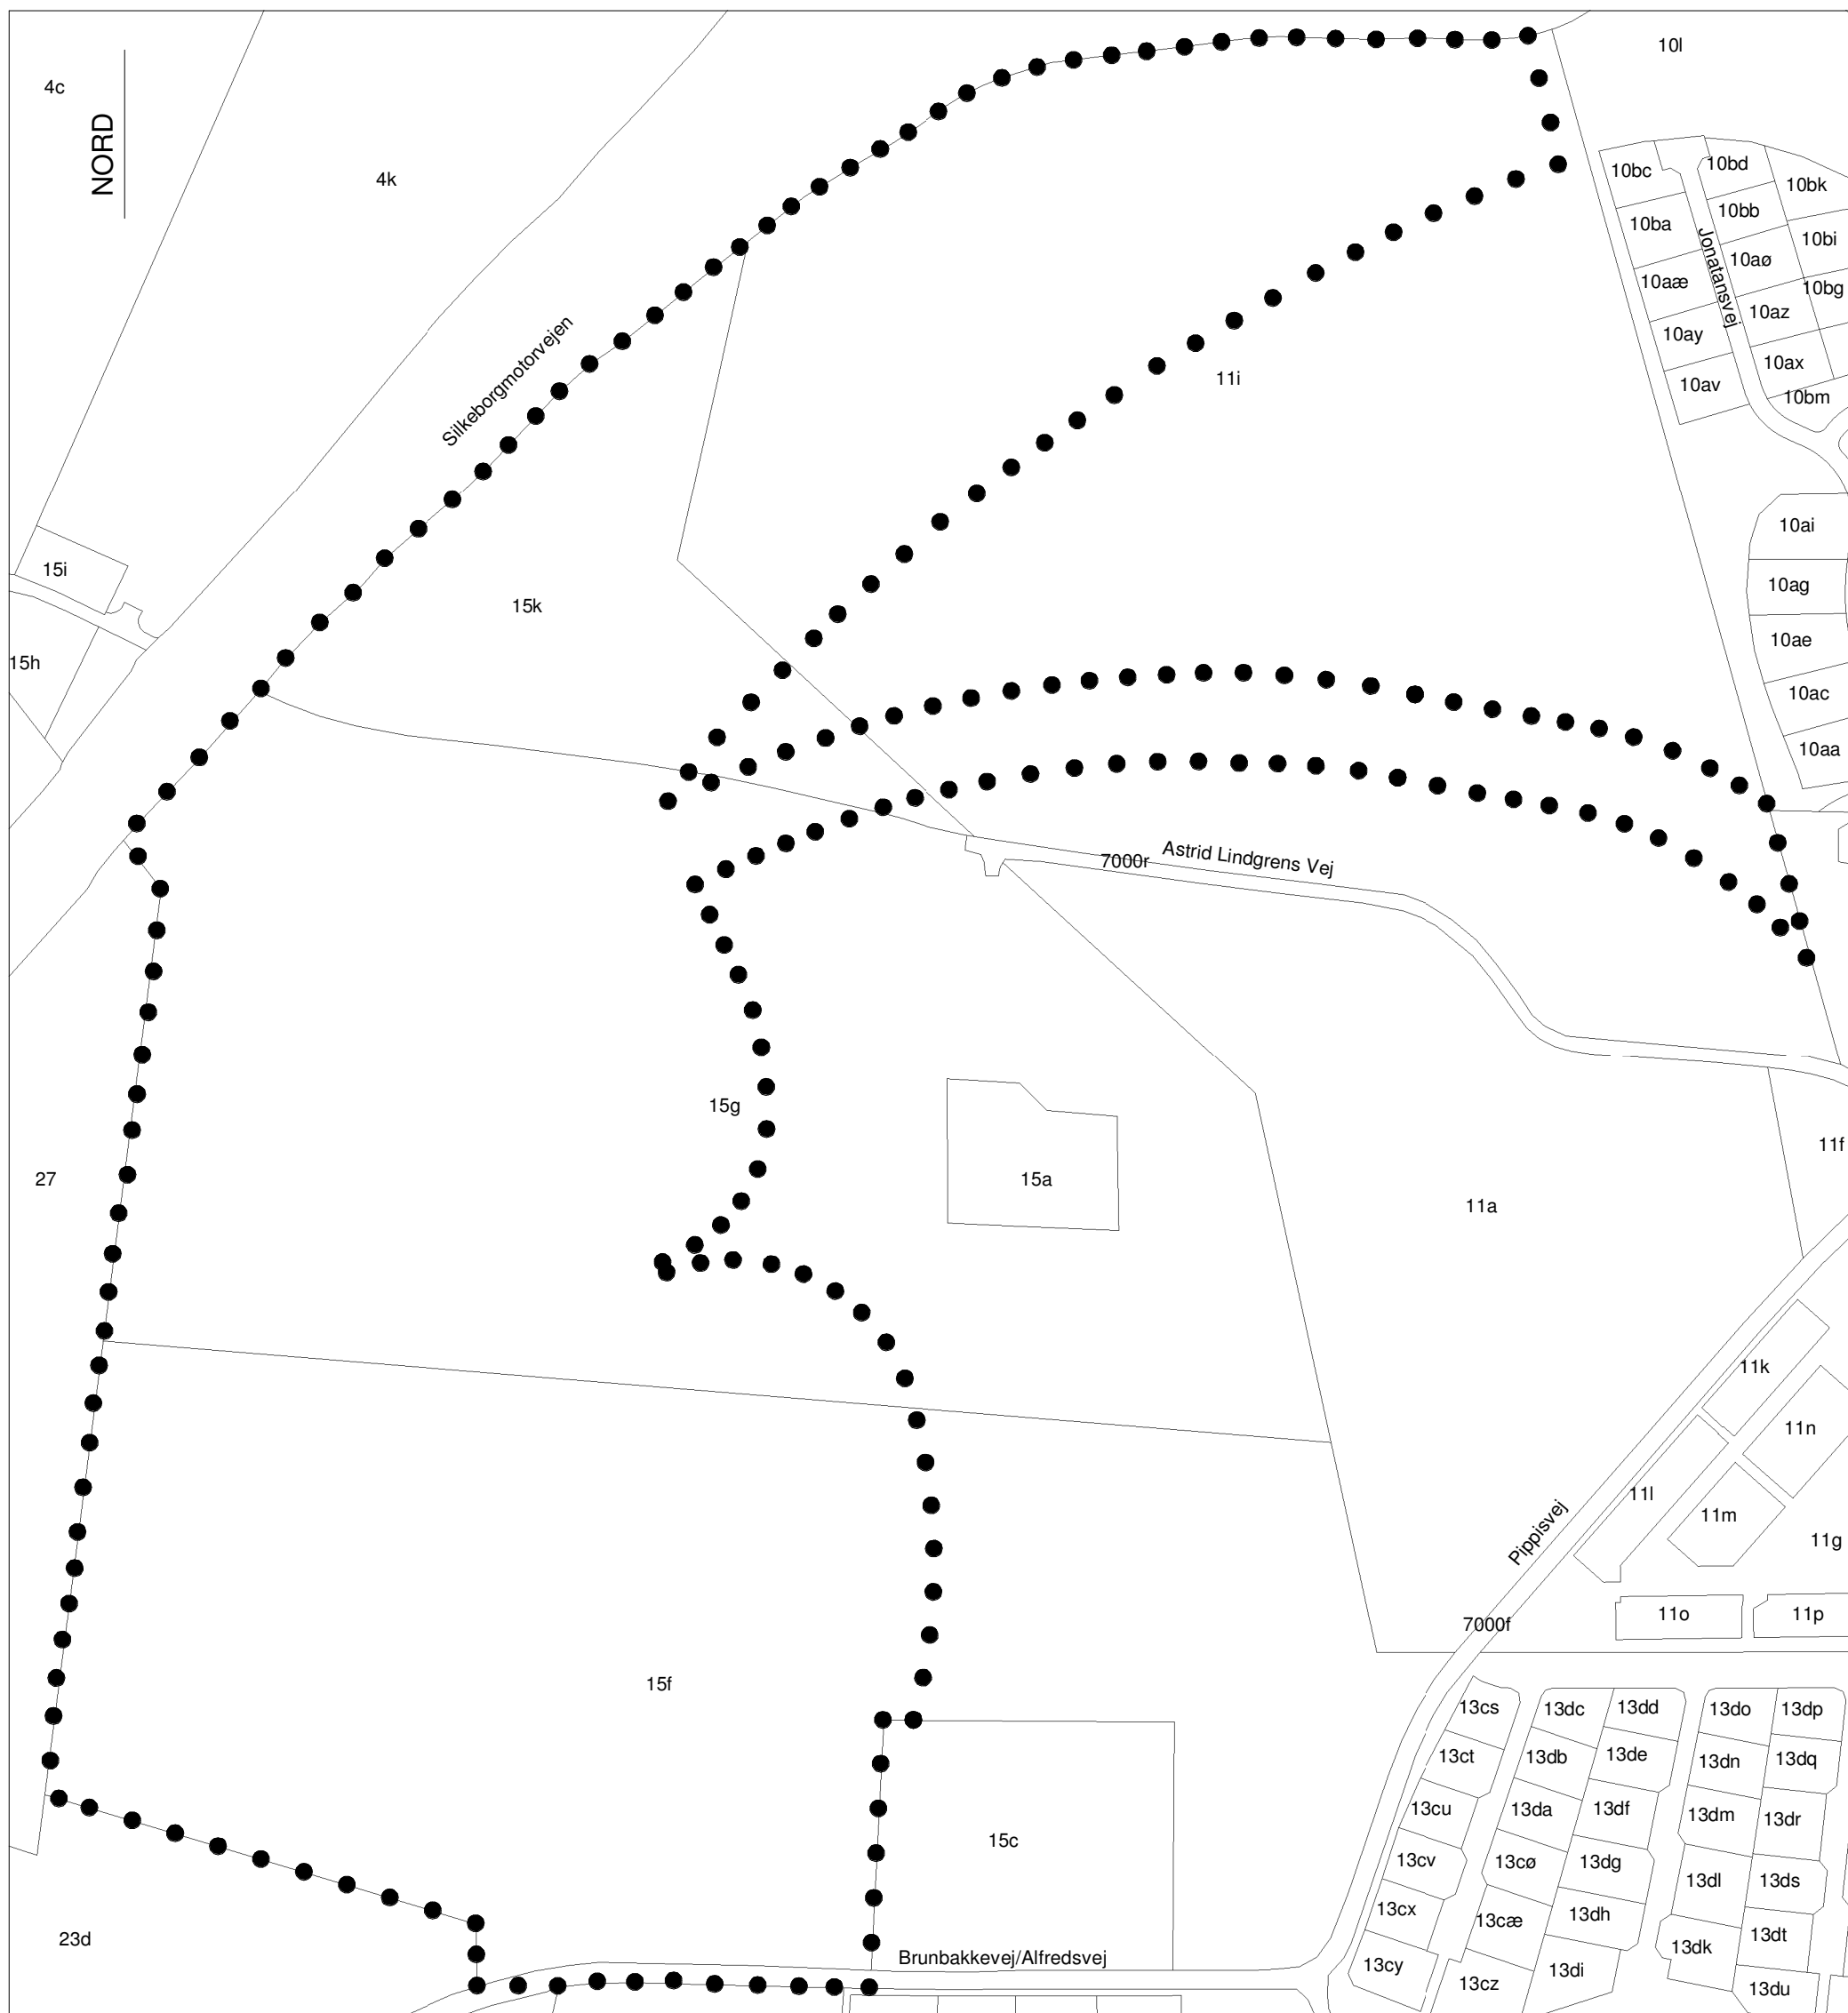 10l
4c
NORD
4k
10bc
10bd
10bk
10ba
10bb
10bi
Jonatansvej
10aæ
10aø
10bg
10ay
10az
10av
10ax
10bm
Silkeborgmotorvejen
11i
10ai
15i
10ag
15k
10ae
15h
10ac
10aa
7000r
Astrid Lindgrens Vej
15g
11f
27
15a
11a
11k
11n
11l
11m
Pippisvej
11g
7000f
11o
11p
15f
13cs
13dc
13dd
13do
13dp
13ct
13db
13de
13dn
13dq
13cu
13da
13df
13dm
13dr
15c
13cv
13cø
13dg
13dl
13ds
13cx
13cæ
13dh
23d
13dk
13dt
Brunbakkevej/Alfredsvej
13cy
13cz
13di
13du